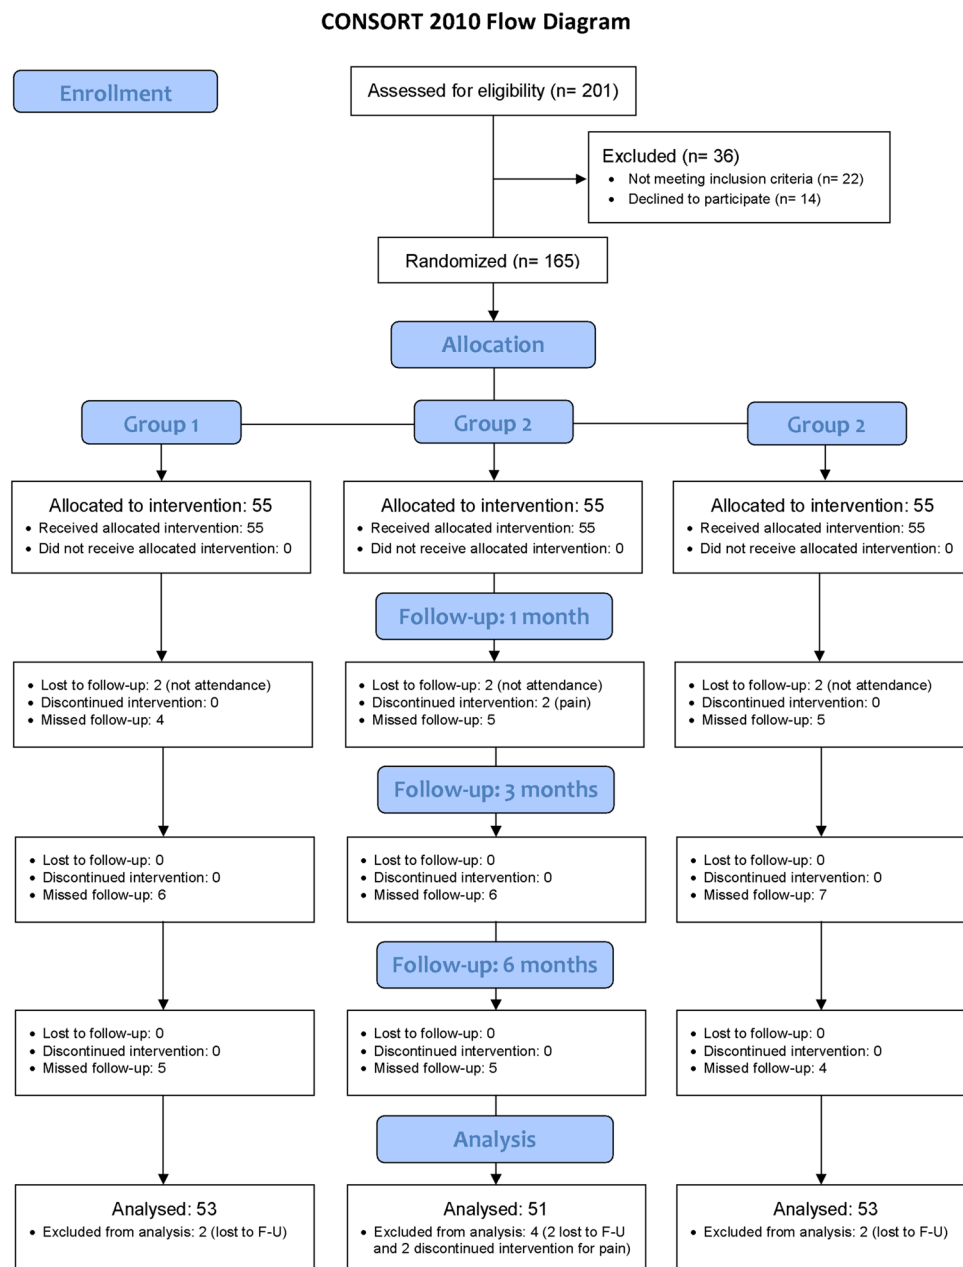 CONSORT 2010 Flow Diagram
Enrollment
Assessed for eligibility (n= 201)
Excluded (n= 36)
• Not meeting inclusion criteria (n= 22)
• Declined to participate (n= 14)
Randomized (n= 165)
Allocation
Group 1
Group 2
Group 2
Allocated to intervention: 55
• Received allocated intervention: 55
• Did not receive allocated intervention: 0
Allocated to intervention: 55
• Received allocated intervention: 55
• Did not receive allocated intervention: 0
Allocated to intervention: 55
• Received allocated intervention: 55
• Did not receive allocated intervention: 0
Follow-up: 1 month
• Lost to follow-up: 2 (not attendance)
• Discontinued intervention: 0
• Missed follow-up: 4
• Lost to follow-up: 2 (not attendance)
• Discontinued intervention: 2 (pain)
• Missed follow-up: 5
• Lost to follow-up: 2 (not attendance)
• Discontinued intervention: 0
• Missed follow-up: 5
Follow-up: 3 months
• Lost to follow-up: 0
• Discontinued intervention: 0
• Missed follow-up: 6
• Lost to follow-up: 0
• Discontinued intervention: 0
• Missed follow-up: 6
• Lost to follow-up: 0
• Discontinued intervention: 0
• Missed follow-up: 7
Follow-up: 6 months
• Lost to follow-up: 0
• Discontinued intervention: 0
• Missed follow-up: 5
• Lost to follow-up: 0
• Discontinued intervention: 0
• Missed follow-up: 5
• Lost to follow-up: 0
• Discontinued intervention: 0
• Missed follow-up: 4
Analysis
Analysed: 53
• Excluded from analysis: 2 (lost to F-U)
Analysed: 51
• Excluded from analysis: 4 (2 lost to F-U
and 2 discontinued intervention for pain)
Analysed: 53
• Excluded from analysis: 2 (lost to F-U)